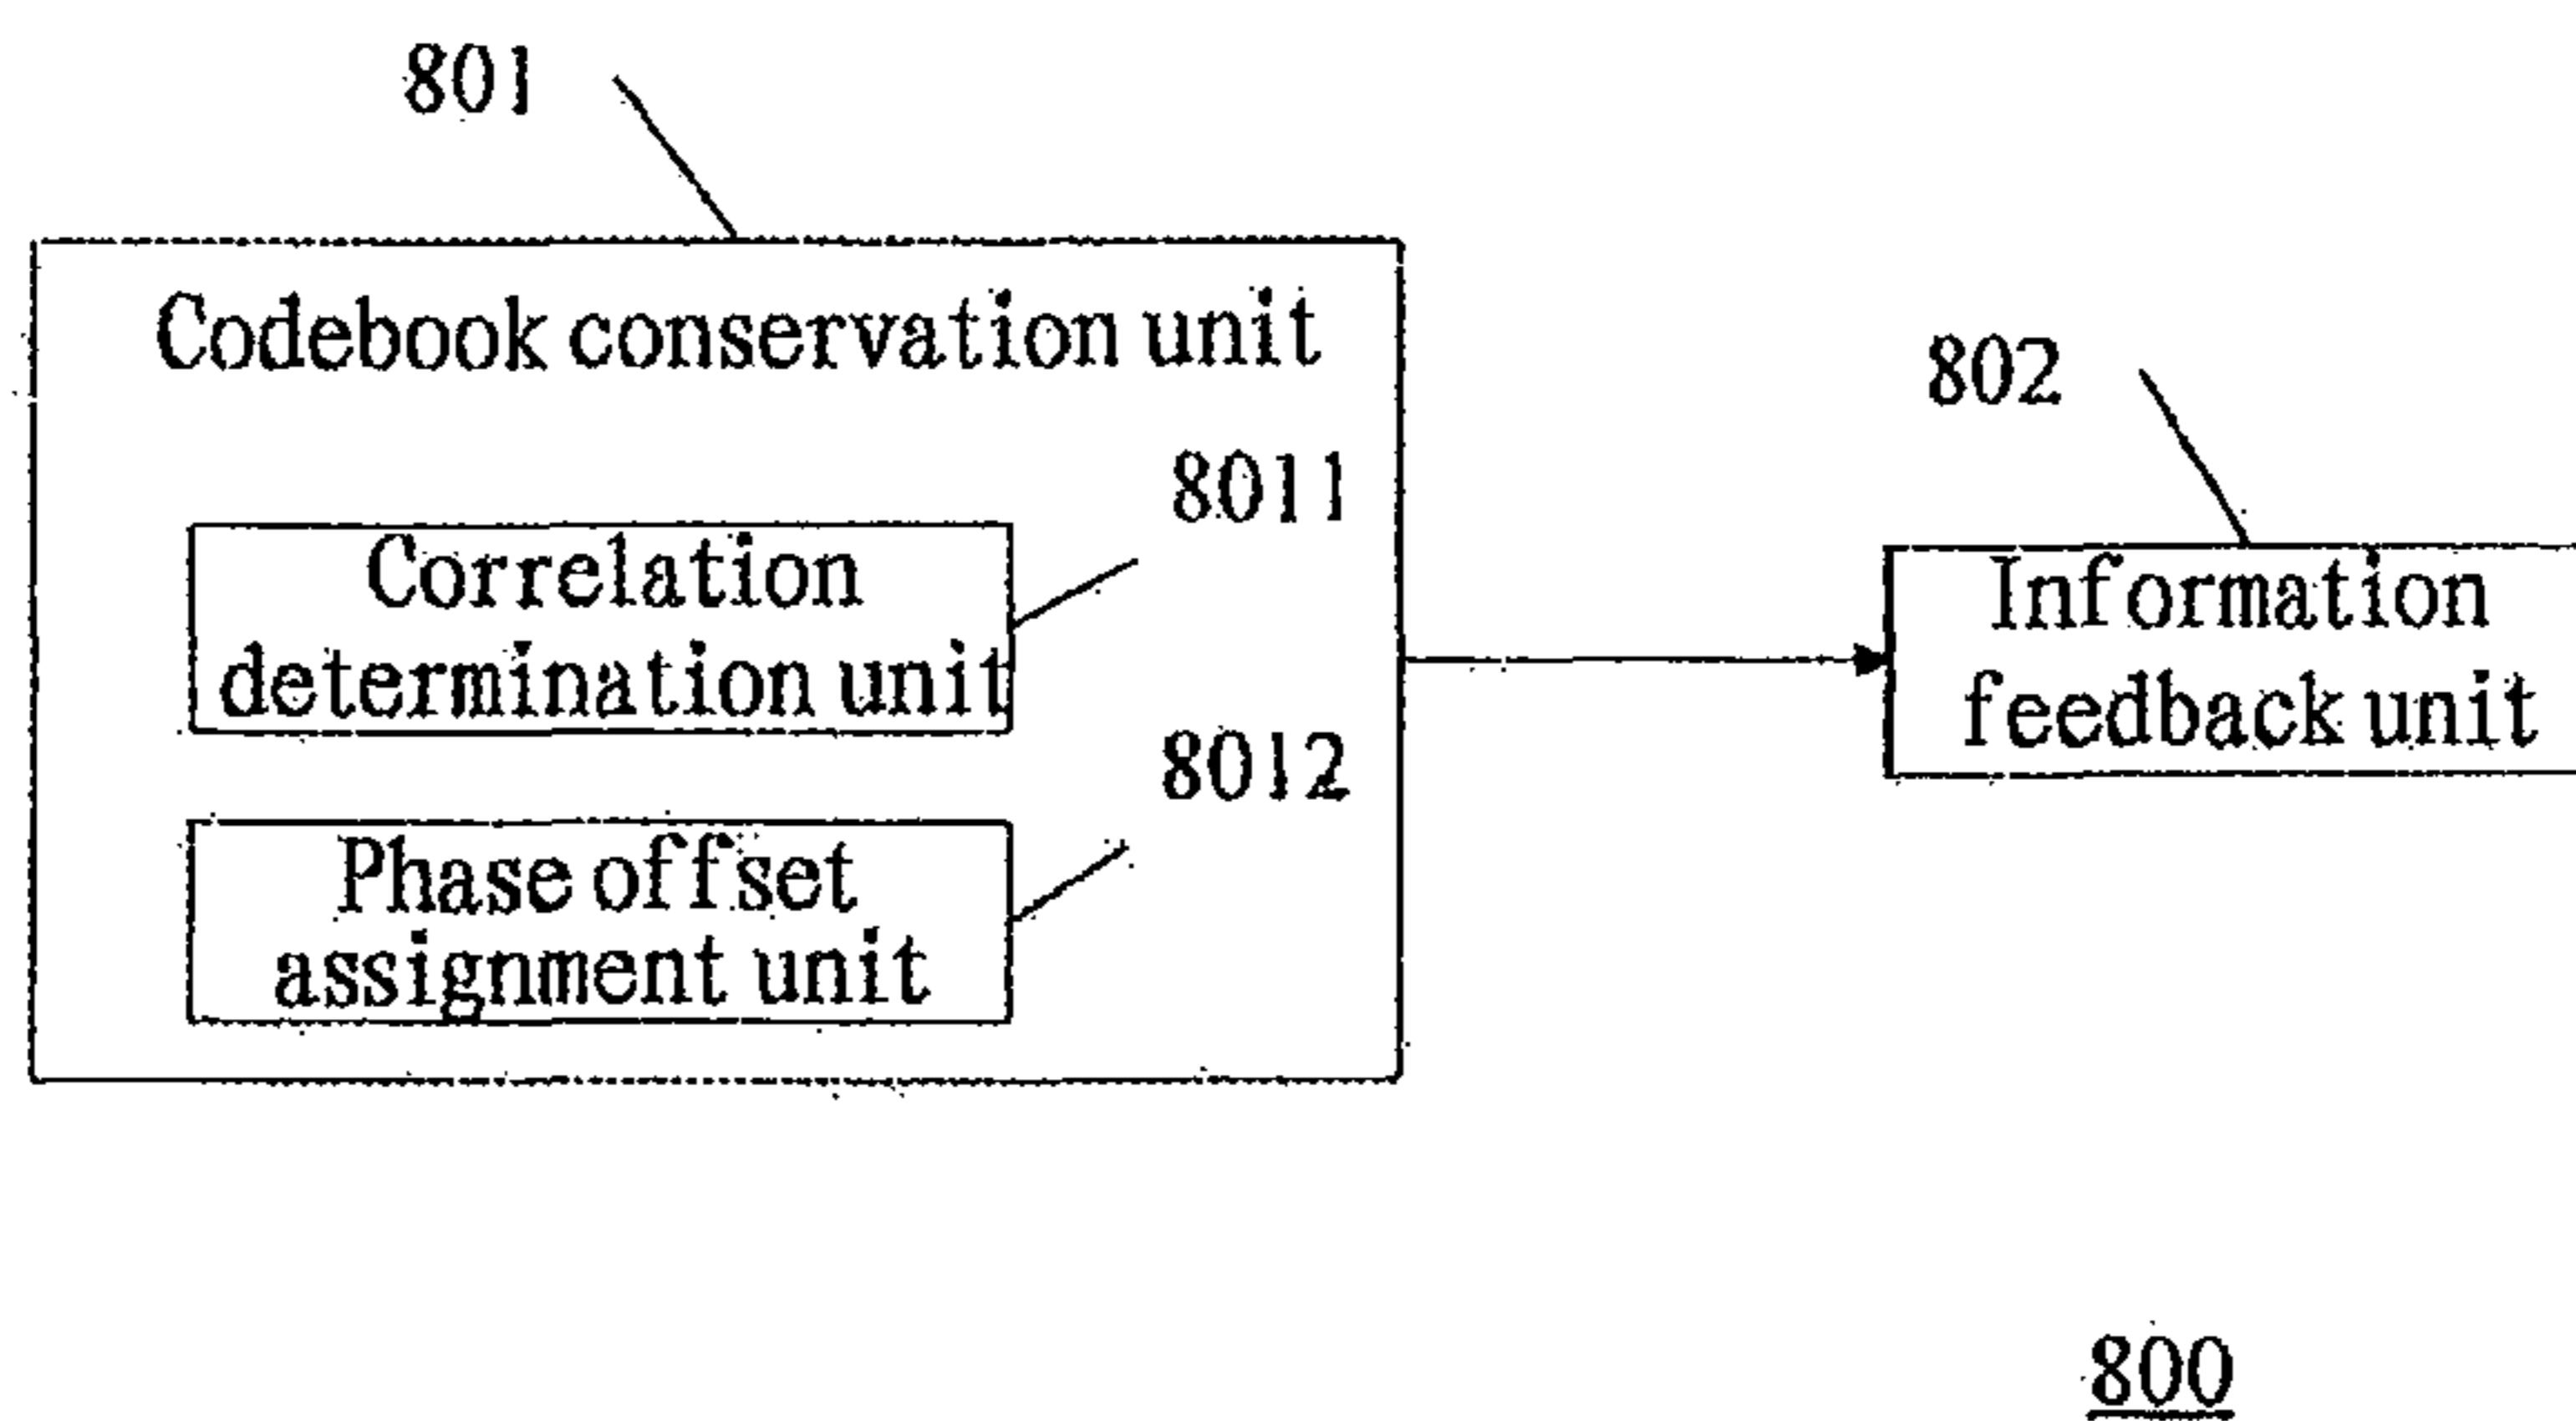 801
Codebook conservation unit
802
8011
Correlation
determination unit
Information
feedback unit
8012
Phase offset
assignment unit
800